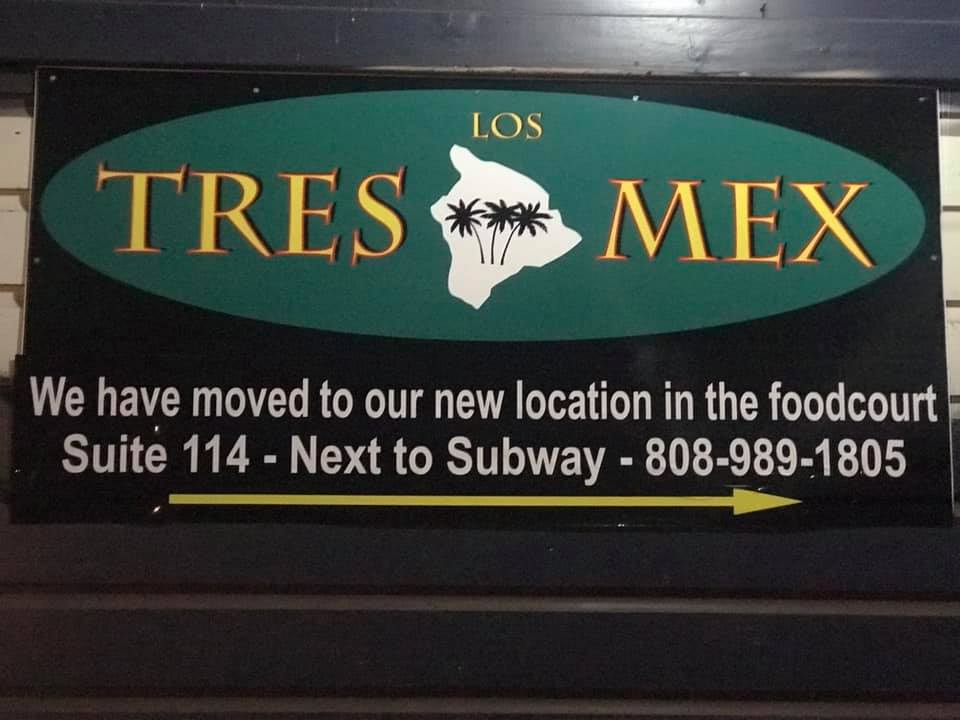 LOS
TRES MEX
We have moved to our new location in the foodcourt
Suite 114 - Next to Subway - 808-989-1805